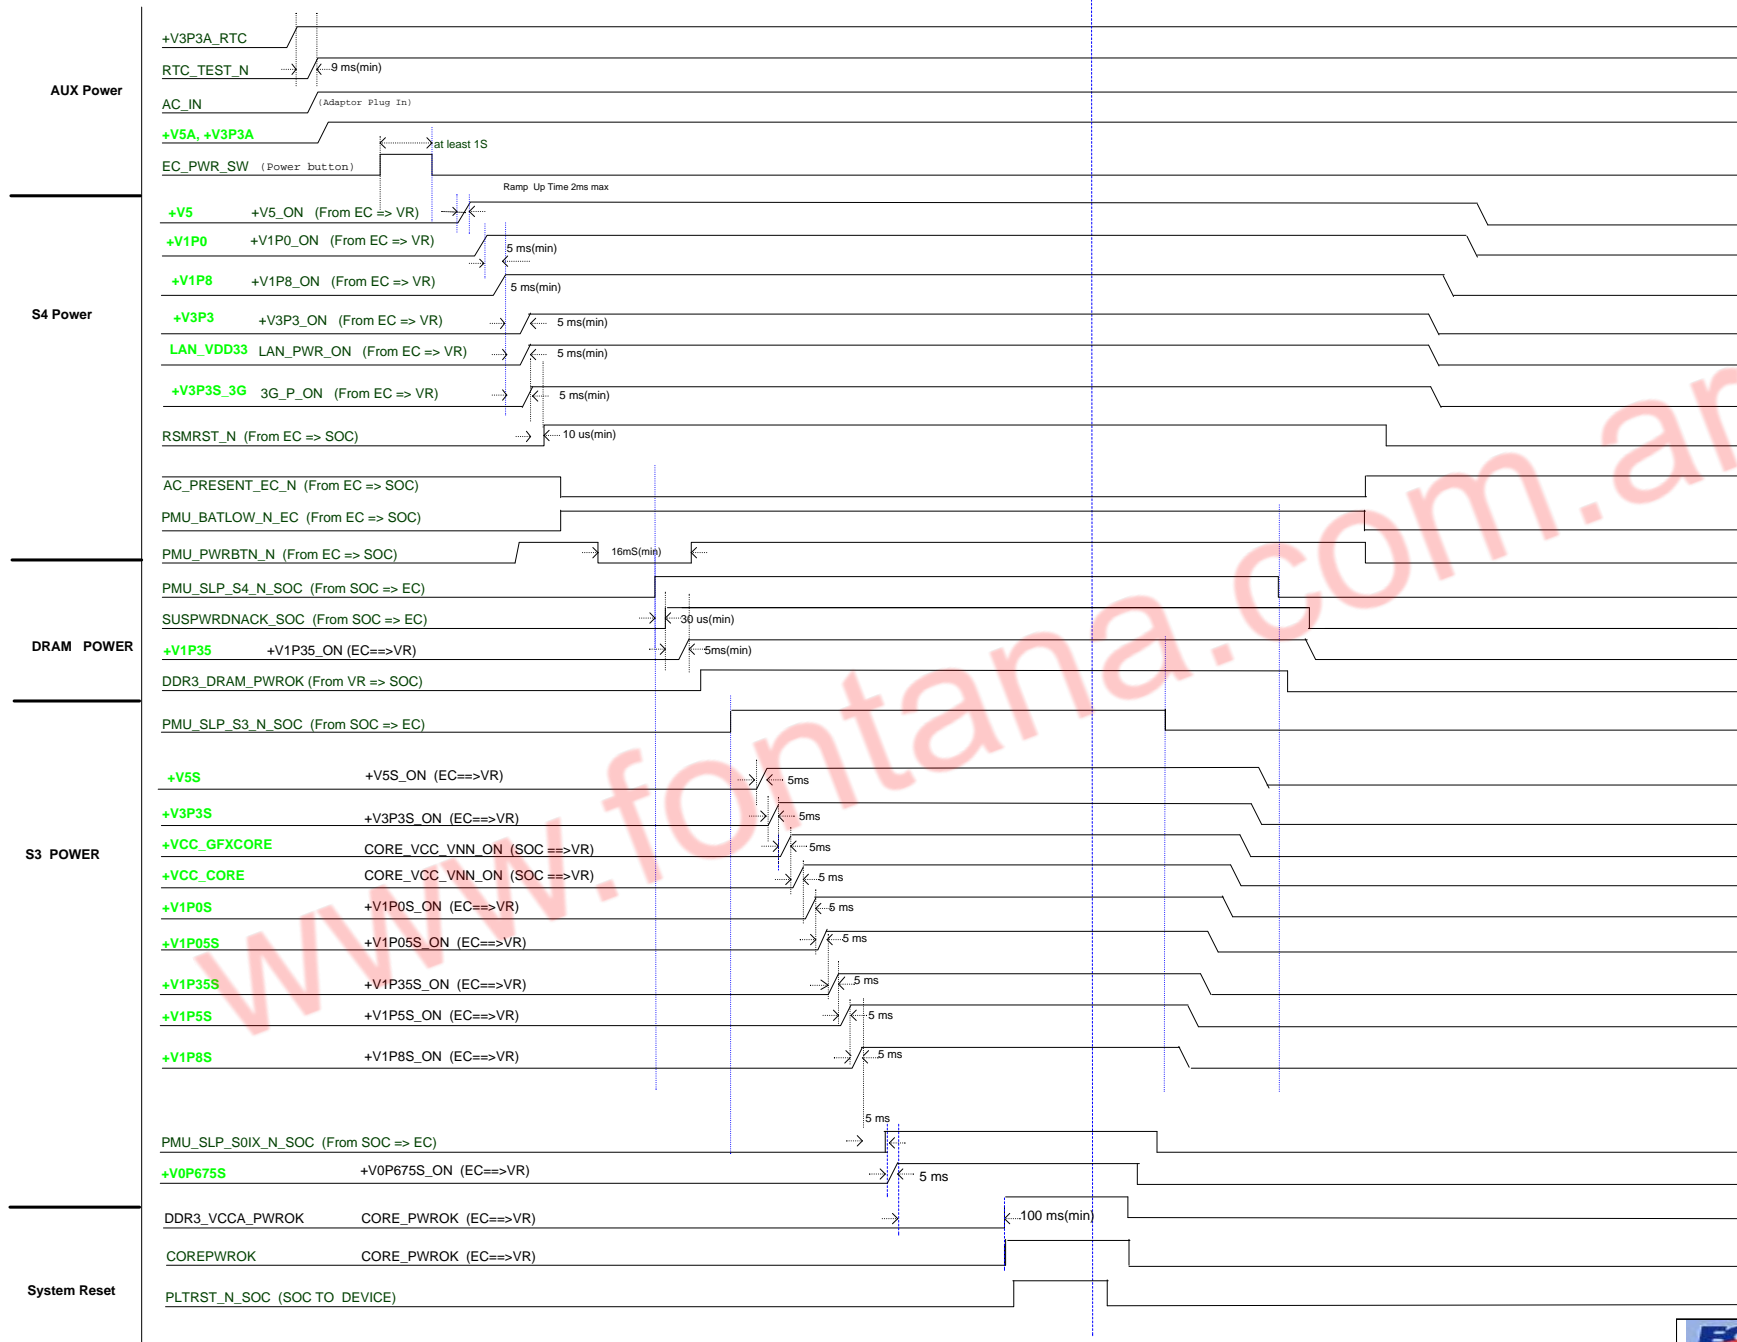 +V3P3A_RTC
RTC_TEST_N
9 ms(min)
AUX Power
AC_IN
(Adaptor Plug In)
+V5A, +V3P3A
at least 1S
EC_PWR_SW (Power button)
Ramp Up Time 2ms max
+V5 +V5_ON (From EC => VR)
+V1P0 +V1P0_ON (From EC => VR)
5 ms(min)
+V1P8 +V1P8_ON (From EC => VR)
5 ms(min)
S4 Power
+V3P3 +V3P3_ON (From EC => VR)
5 ms(min)
LAN_VDD33 LAN_PWR_ON (From EC => VR)
5 ms(min)
+V3P3S_3G 3G_P_ON (From EC => VR)
5 ms(min)
RSMRST_N (From EC => SOC)
10 us(min)
AC_PRESENT_EC_N (From EC => SOC)
PMU_BATLOW_N_EC (From EC => SOC)
PMU_PWRBTN_N (From EC => SOC)
16mS(min)
PMU_SLP_S4_N_SOC (From SOC => EC)
SUSPWRDNACK_SOC (From SOC => EC)
30 us(min)
DRAM POWER
+V1P35 +V1P35_ON (EC==>VR)
5ms(min)
DDR3_DRAM_PWROK (From VR => SOC)
PMU_SLP_S3_N_SOC (From SOC => EC)
+V5S +V5S_ON (EC==>VR)
5ms
+V3P3S +V3P3S_ON (EC==>VR)
5ms
S3 POWER
+VCC_GFXCORE CORE_VCC_VNN_ON (SOC ==>VR)
5ms
+VCC_CORE CORE_VCC_VNN_ON (SOC ==>VR)
5 ms
+V1P0S +V1P0S_ON (EC==>VR)
5 ms
+V1P05S +V1P05S_ON (EC==>VR)
5 ms
+V1P35S +V1P35S_ON (EC==>VR)
5 ms
+V1P5S +V1P5S_ON (EC==>VR)
5 ms
+V1P8S +V1P8S_ON (EC==>VR)
5 ms
5 ms
PMU_SLP_S0IX_N_SOC (From SOC => EC)
+V0P675S +V0P675S_ON (EC==>VR)
5 ms
DDR3_VCCA_PWROK CORE_PWROK (EC==>VR)
100 ms(min)
COREPWROK CORE_PWROK (EC==>VR)
System Reset
PLTRST_N_SOC (SOC TO DEVICE)
www.fontana.com.ar